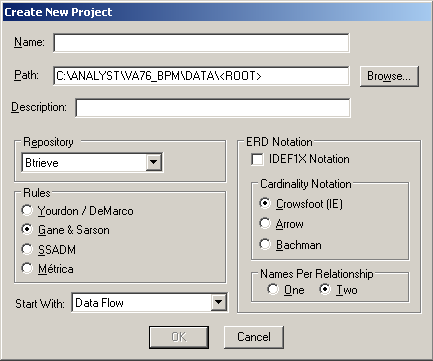 Create New Project
Name:
Path: C:\ANALYST\VA76_BPM\DATA\<ROOT> Browse...
Description:
Repository
Btrieve
Rules
Yourdon / DeMarco
Gane & Sarson
SSADM
Métrica
Start With: Data Flow
ERD Notation
IDEF1X Notation
Cardinality Notation
Crowsfoot (IE)
Arrow
Bachman
Names Per Relationship
One Two
OK Cancel